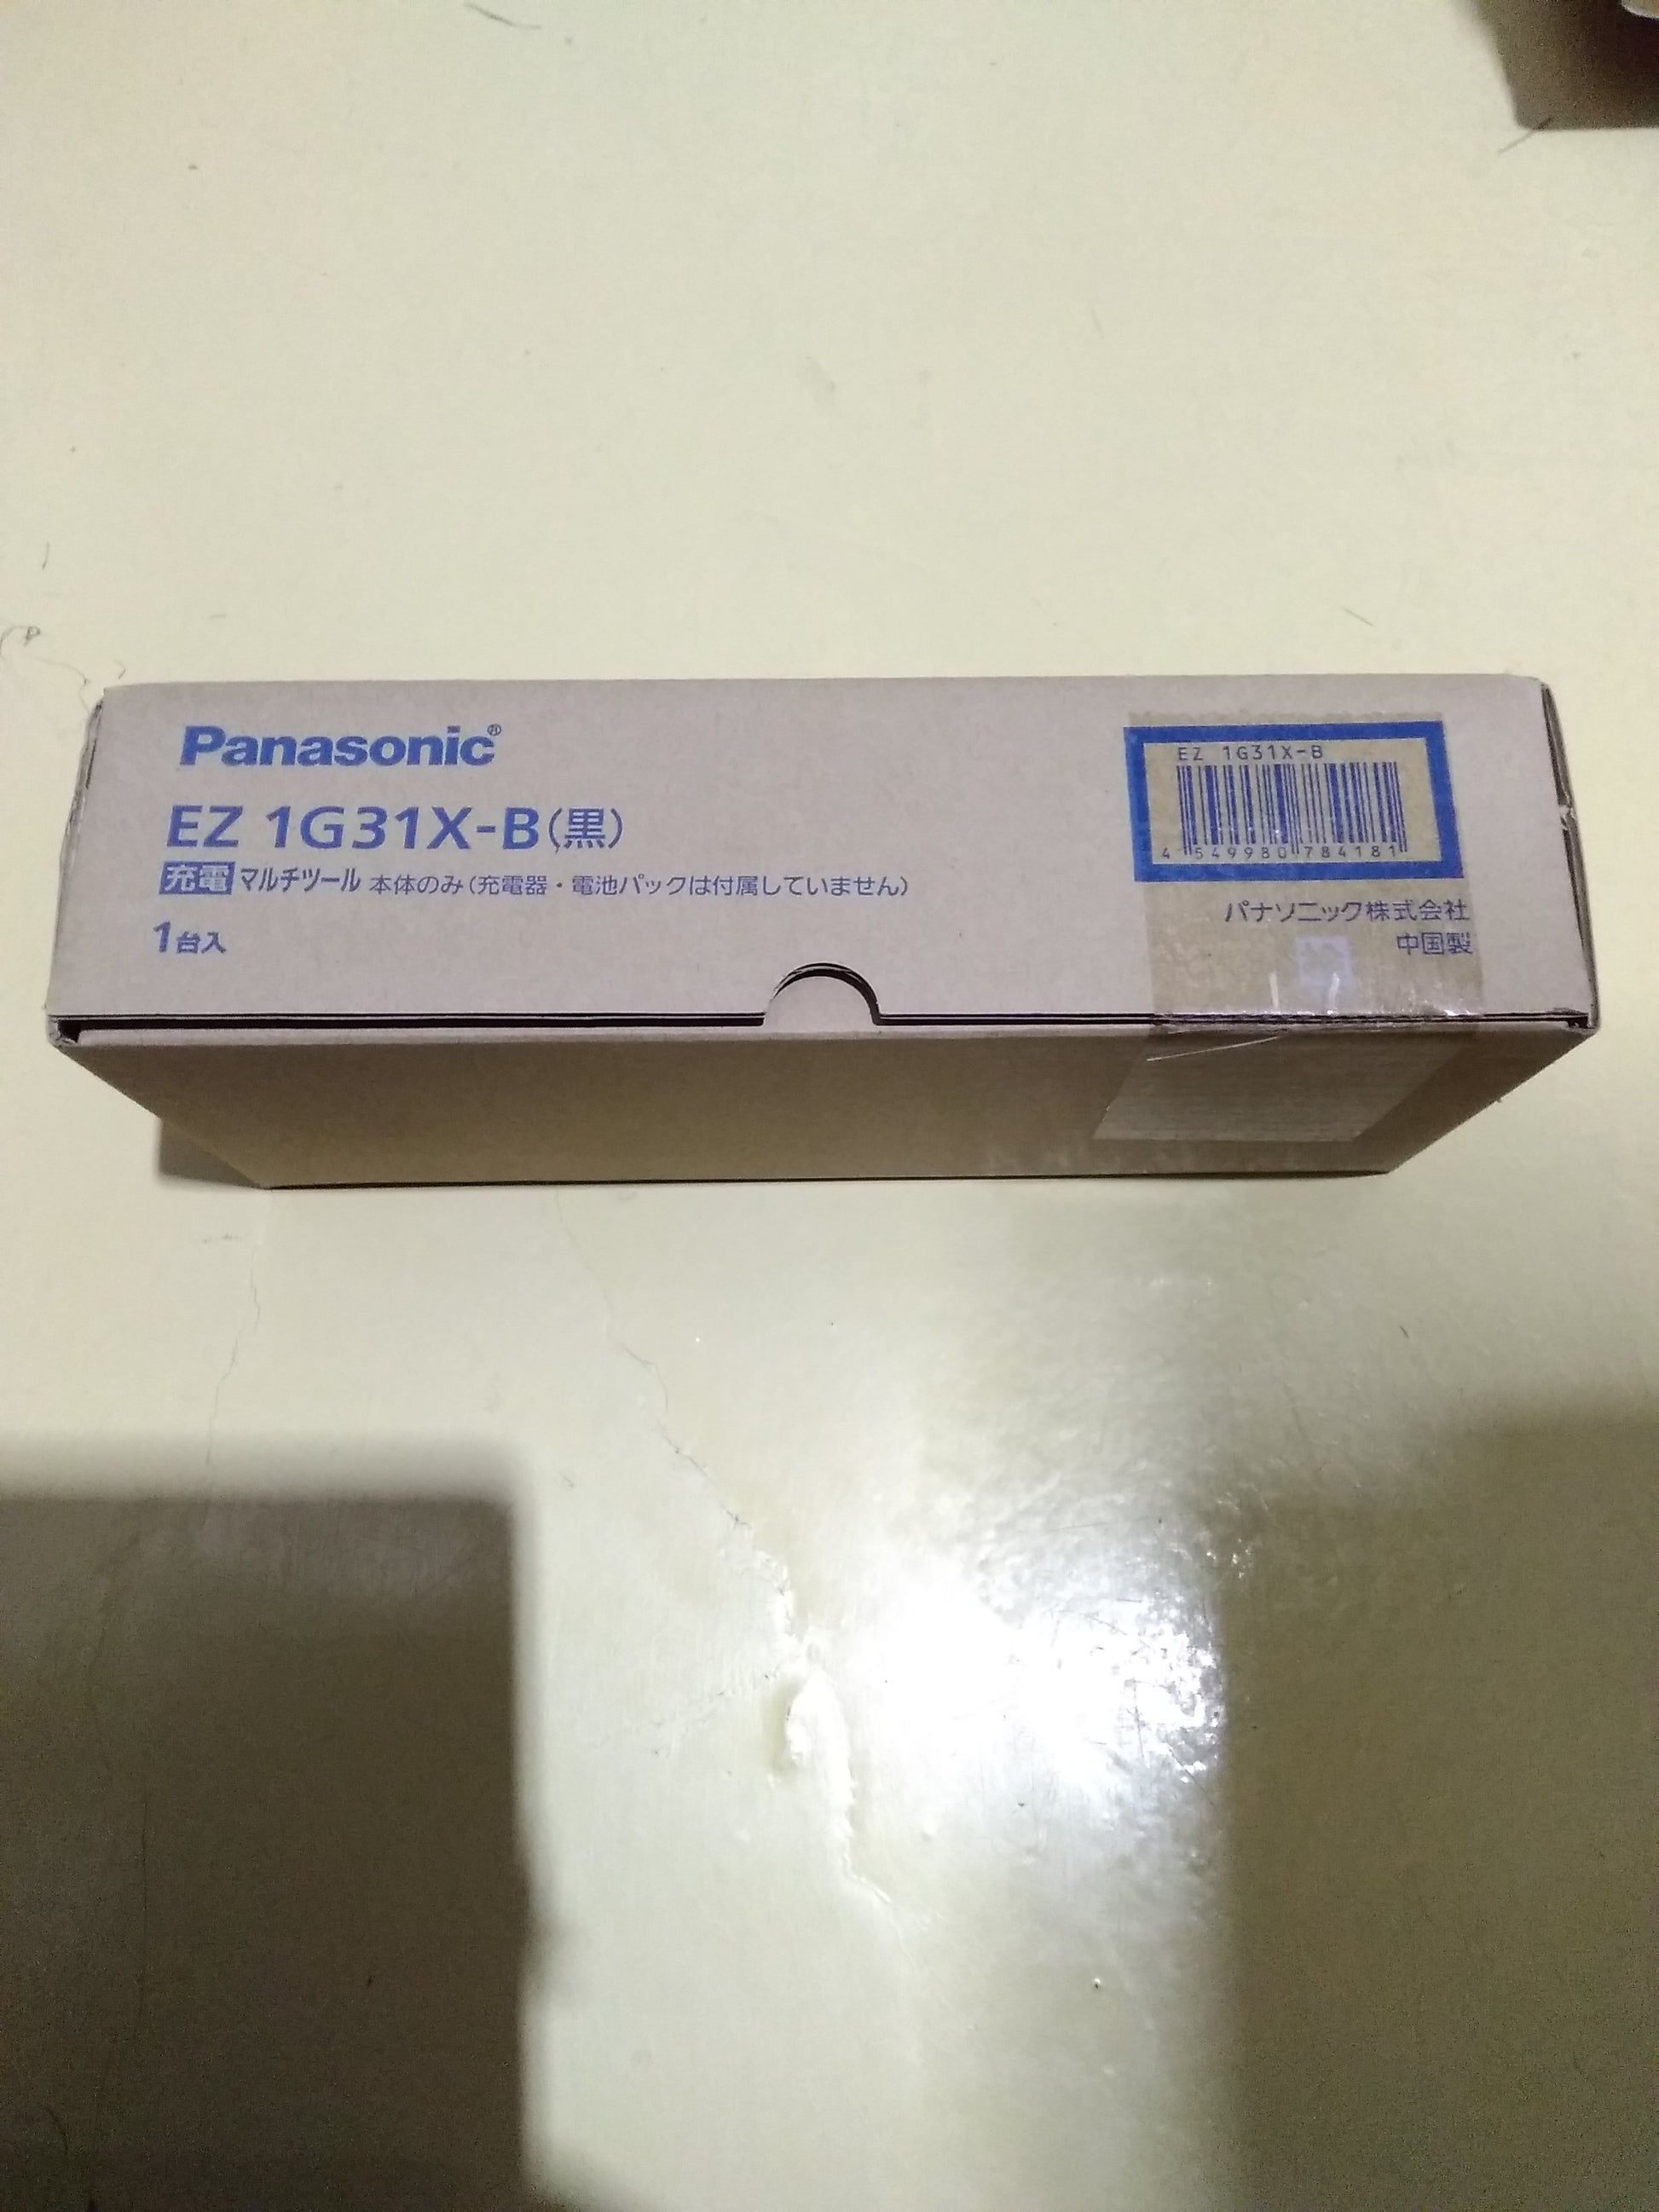 Panasonic®
EZ 1G31X-B(黒)
充電 マルチツール 本体のみ(充電器・電池パックは付属していません)
1台入
EZ 1G31X-B
4 549980 784181
パナソニック株式会社
中国製